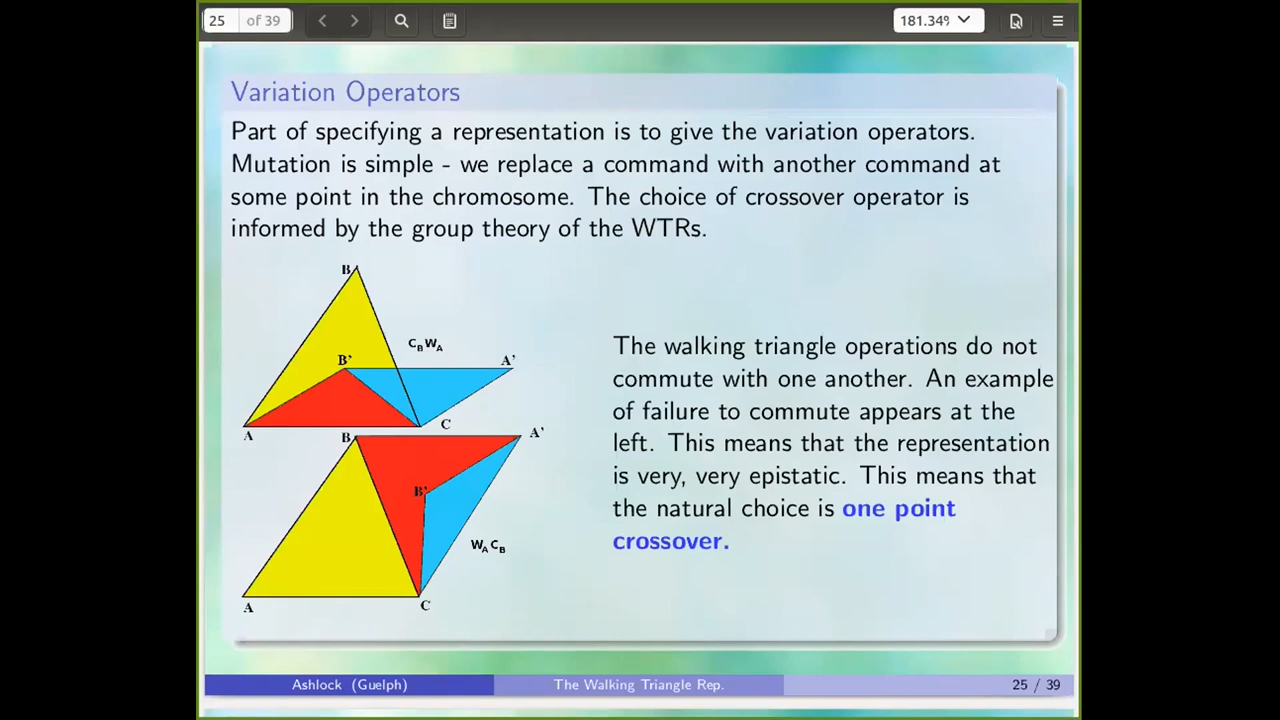 25 of 39
181.34%
Variation Operators
Part of specifying a representation is to give the variation operators.
Mutation is simple - we replace a command with another command at
some point in the chromosome. The choice of crossover operator is
informed by the group theory of the WTRs.
B
C_B W_A
B'
A'
A
C
The walking triangle operations do not
commute with one another. An example
of failure to commute appears at the
left. This means that the representation
is very, very epistatic. This means that
the natural choice is one point
crossover.
B
A'
B'
W_A C_B
A
C
Ashlock (Guelph)
The Walking Triangle Rep.
25 / 39